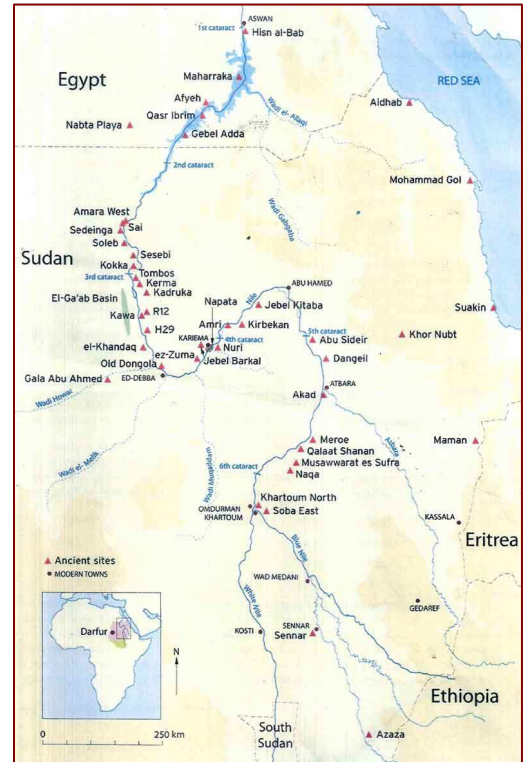 ASWAN
1st cataract
Hisn al-Bab
Egypt
Maharraka
RED SEA
Afyeh
Wadi el- Allaqi
Aidhab
Qasr Ibrim
Nabta Playa
Gebel Adda
2nd cataract
Mohammad Gol
Wadi Gabgaba
Amara West
Sai
Sedeinga
Soleb
Sudan
Sesebi
Kokka
3rd cataract
Tombos
Kerma
Kadruka
El-Ga'ab Basin
Napata
Nile
ABU HAMED
Jebel Kitaba
Suakin
R12
Kawa
H29
Amri
Kirbekan
5th cataract
Abu Sideir
Khor Nubt
KARIEMA
4th cataract
el-Khandaq
ez-Zuma
Nuri
Dangeil
Old Dongola
Jebel Barkal
Gala Abu Ahmed
ED-DEBBA
ATBARA
Akad
Wadi Howar
Atbara
Meroe
Maman
Qalaat Shanan
Wadi el- Melik
Wadi Muqaddam
Musawwarat es Sufra
6th cataract
Naqa
Khartoum North
OMDURMAN
KHARTOUM
Soba East
KASSALA
Eritrea
Blue Nile
Ancient sites
MODERN TOWNS
WAD MEDANI
White Nile
GEDAREF
Darfur
KOSTI
SENNAR
Sennar
N
Ethiopia
South
Sudan
Azaza
0
250 km